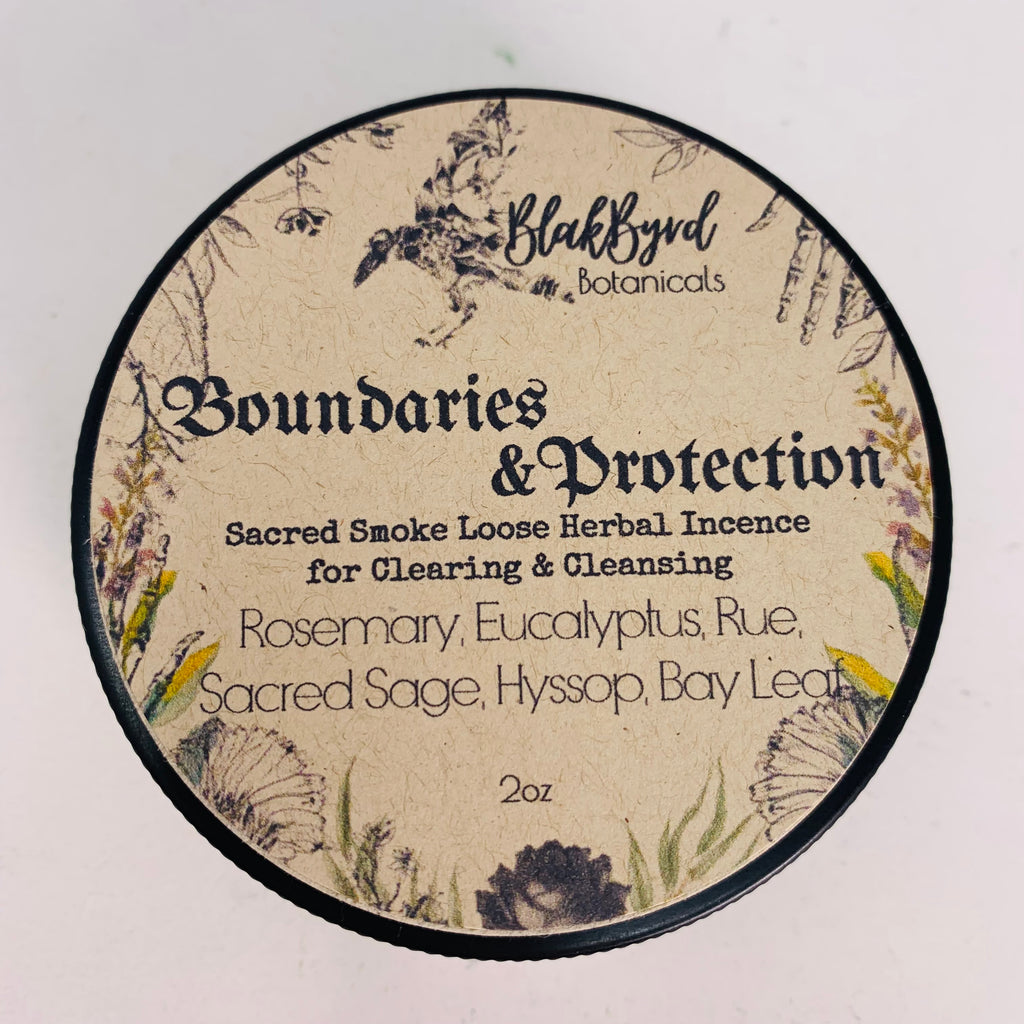 BlakByrd
Botanicals
Boundaries
& Protection
Sacred Smoke Loose Herbal Incence
for Clearing & Cleansing
Rosemary, Eucalyptus, Rue,
Sacred Sage, Hyssop, Bay Leaf
2oz